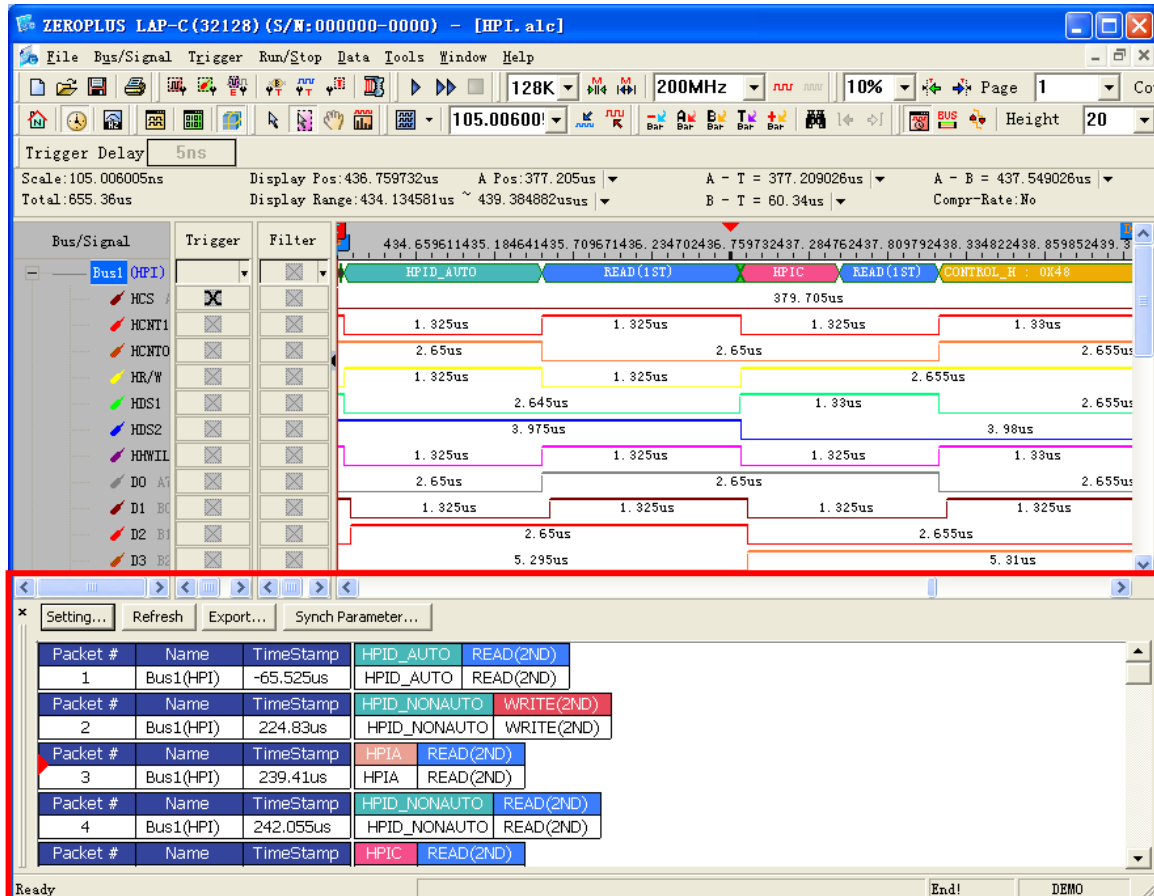 ZEROPLUS LAP-C(32128)(S/N:000000-0000) - [HPI.alc]
File Bus/Signal Trigger Run/Stop Data Tools Window Help
128K 200MHz 10% Page 1
105.00600 Bar Bar Bar Bar Bar BUS Height 20
Trigger Delay 5ns
Scale:105.006005ns Display Pos:436.759732us A Pos:377.205us A - T = 377.209026us A - B = 437.549026us
Total:655.36us Display Range:434.134581us ~ 439.384882usus B - T = 60.34us Compr-Rate:No
Bus/Signal Trigger Filter 434.659611435.184641435.709671436.234702436.759732437.284762437.809792438.334822438.859852439.3
Bus1 (HPI) HPID_AUTO READ(1ST) HPIC READ(1ST) CONTROL_H : 0X48
HCS 379.705us
HCNT1 1.325us 1.325us 1.325us 1.33us
HCNT0 2.65us 2.65us 2.655us
HR/W 1.325us 1.325us 2.655us
HDS1 2.645us 1.33us 2.655us
HDS2 3.975us 3.98us
HHWIL 1.325us 1.325us 1.325us 1.33us
D0 A7 2.65us 2.65us 2.655us
D1 B0 1.325us 1.325us 1.325us 1.325us
D2 B1 2.65us 2.655us
D3 B2 5.295us 5.31us
Setting... Refresh Export... Synch Parameter...
Packet # Name TimeStamp HPID_AUTO READ(2ND)
1 Bus1(HPI) -65.525us HPID_AUTO READ(2ND)
Packet # Name TimeStamp HPID_NONAUTO WRITE(2ND)
2 Bus1(HPI) 224.83us HPID_NONAUTO WRITE(2ND)
Packet # Name TimeStamp HPIA READ(2ND)
3 Bus1(HPI) 239.41us HPIA READ(2ND)
Packet # Name TimeStamp HPID_NONAUTO READ(2ND)
4 Bus1(HPI) 242.055us HPID_NONAUTO READ(2ND)
Packet # Name TimeStamp HPIC READ(2ND)
Ready End! DEMO